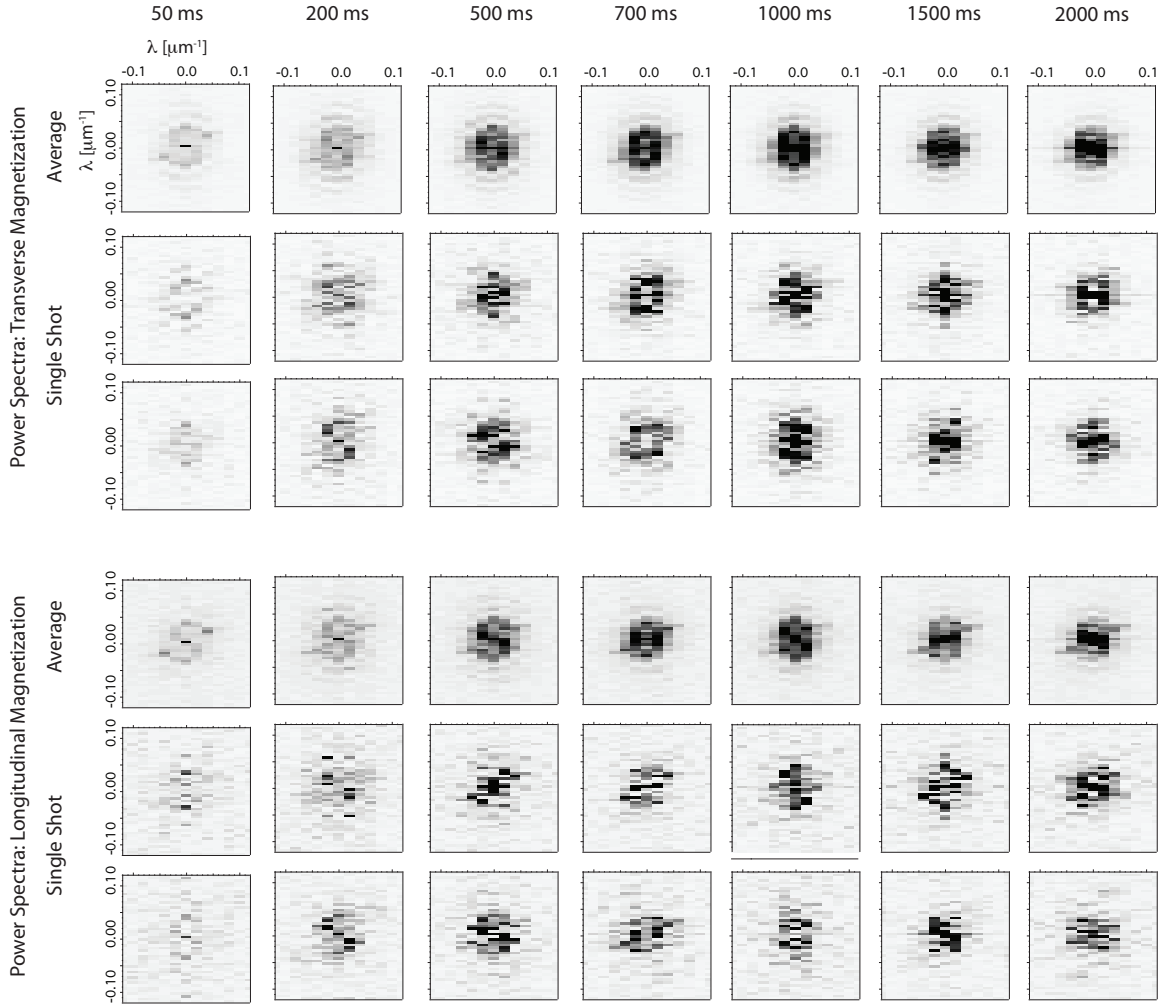 50 ms 200 ms 500 ms 700 ms 1000 ms 1500 ms 2000 ms
λ [μm⁻¹]
-0.1 0.0 0.1 -0.1 0.0 0.1 -0.1 0.0 0.1 -0.1 0.0 0.1 -0.1 0.0 0.1 -0.1 0.0 0.1 -0.1 0.0 0.1
Power Spectra: Transverse Magnetization
Average
λ [μm⁻¹]
-0.10 0.00 0.10
Single Shot
-0.10 0.00 0.10
-0.10 0.00 0.10
Power Spectra: Longitudinal Magnetization
Average
-0.10 0.00 0.10
Single Shot
-0.10 0.00 0.10
-0.10 0.00 0.10